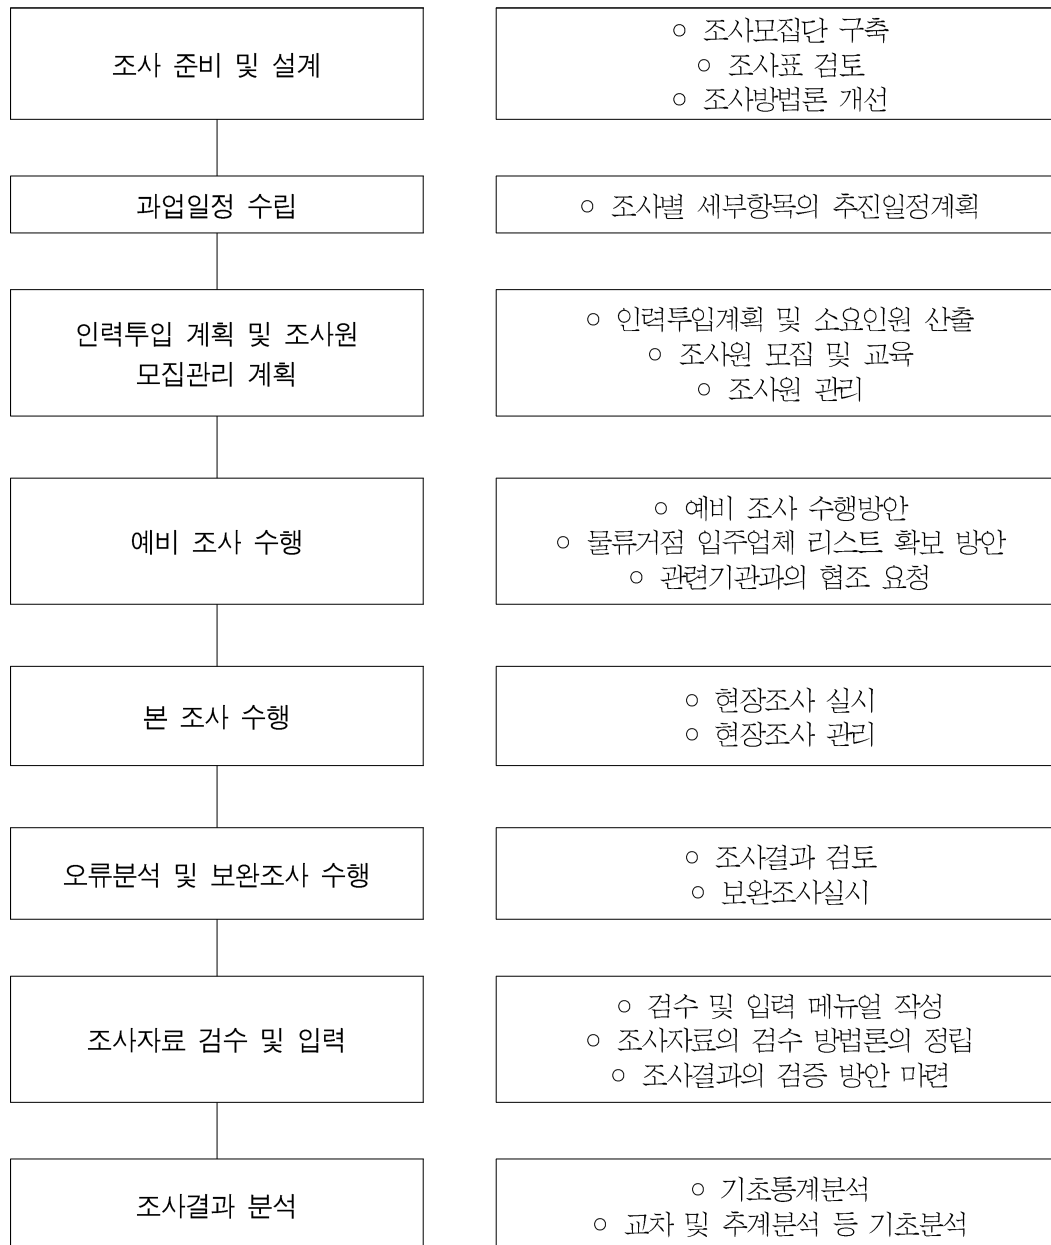 조사 준비 및 설계
○ 조사모집단 구축
○ 조사표 검토
○ 조사방법론 개선
과업일정 수립
○ 조사별 세부항목의 추진일정계획
인력투입 계획 및 조사원
모집관리 계획
○ 인력투입계획 및 소요인원 산출
○ 조사원 모집 및 교육
○ 조사원 관리
예비 조사 수행
○ 예비 조사 수행방안
○ 물류거점 입주업체 리스트 확보 방안
○ 관련기관과의 협조 요청
본 조사 수행
○ 현장조사 실시
○ 현장조사 관리
오류분석 및 보완조사 수행
○ 조사결과 검토
○ 보완조사실시
조사자료 검수 및 입력
○ 검수 및 입력 메뉴얼 작성
○ 조사자료의 검수 방법론의 정립
○ 조사결과의 검증 방안 마련
조사결과 분석
○ 기초통계분석
○ 교차 및 추계분석 등 기초분석